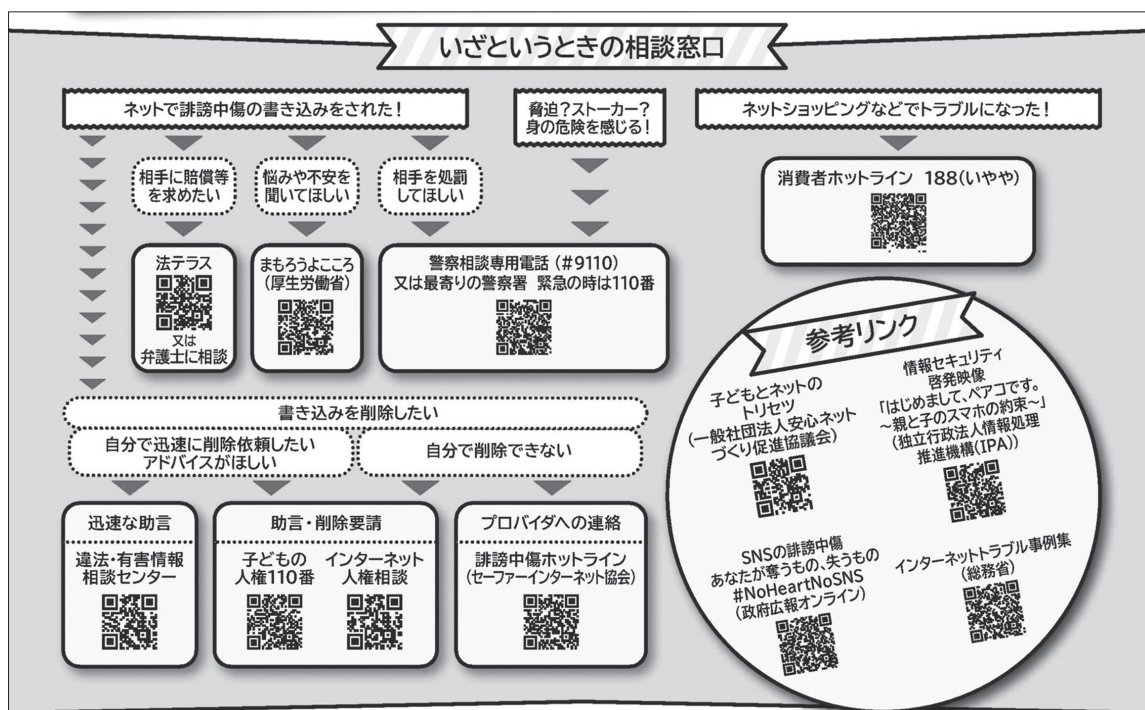 いざというときの相談窓口
ネットで誹謗中傷の書き込みをされた！
相手に賠償等
を求めたい
悩みや不安を
聞いてほしい
相手を処罰
してほしい
脅迫？ストーカー？
身の危険を感じる！
法テラス
又は
弁護士に相談
まもろうよこころ
(厚生労働省)
警察相談専用電話（＃9110）
又は最寄りの警察署　緊急の時は110番
書き込みを削除したい
自分で迅速に削除依頼したい
アドバイスがほしい
自分で削除できない
迅速な助言
違法・有害情報
相談センター
助言・削除要請
子どもの
人権110番
インターネット
人権相談
プロバイダへの連絡
誹謗中傷ホットライン
(セーファーインターネット協会)
ネットショッピングなどでトラブルになった！
消費者ホットライン　188(いやや)
参考リンク
子どもとネットの
トリセツ
(一般社団法人安心ネット
づくり促進協議会)
情報セキュリティ
啓発映像
「はじめまして、ペアコです。
～親と子のスマホの約束～」
(独立行政法人情報処理
推進機構(IPA))
SNSの誹謗中傷
あなたが奪うもの、失うもの
#NoHeartNoSNS
(政府広報オンライン)
インターネットトラブル事例集
(総務省)